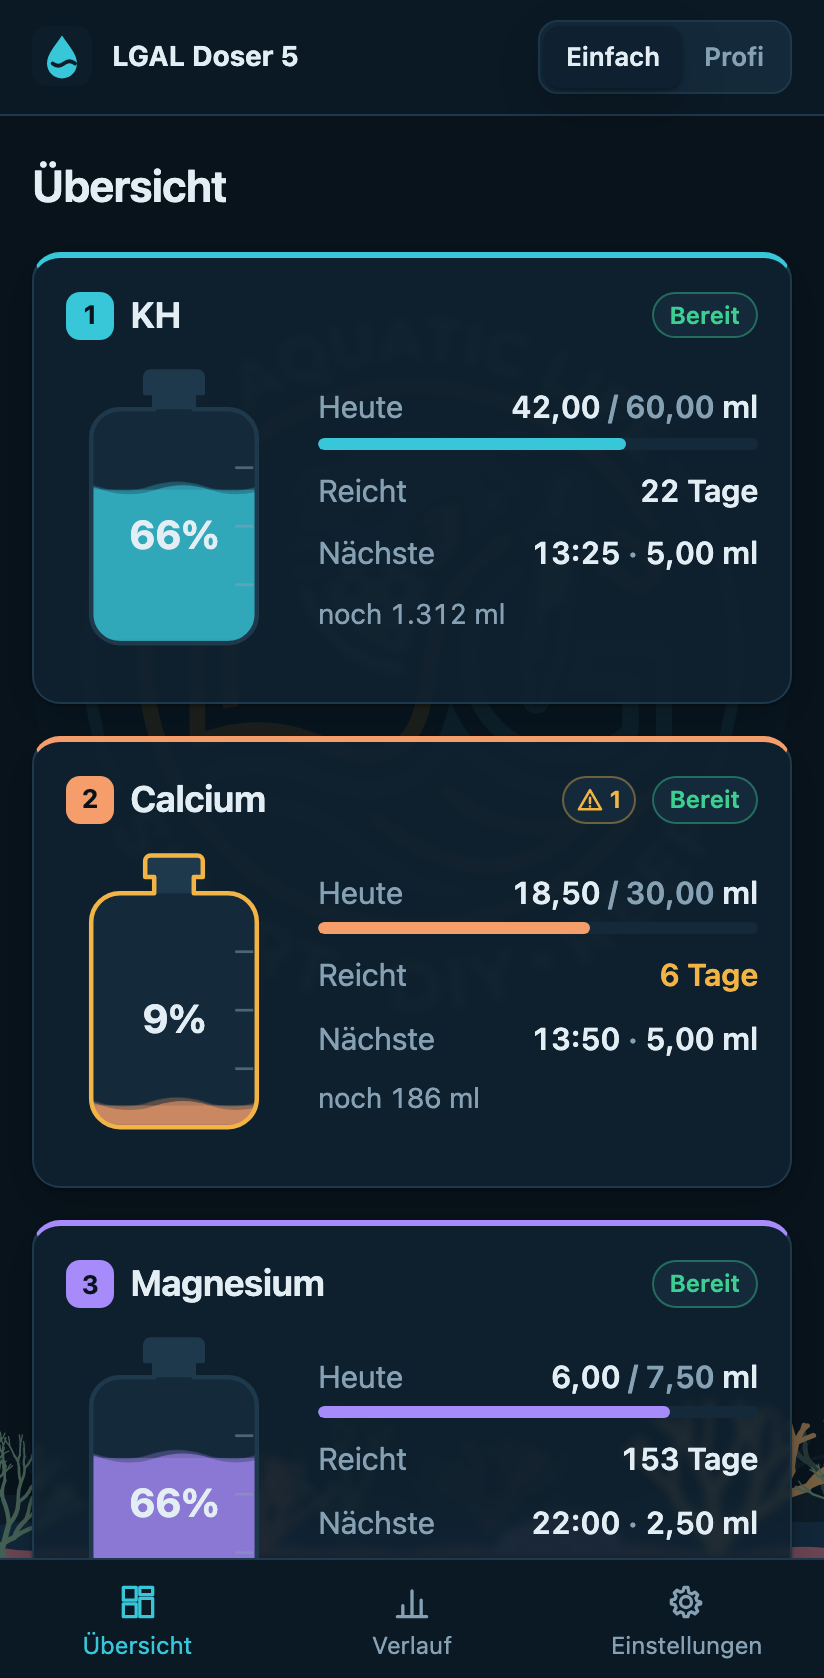 LGAL Doser 5
Einfach
Profi
Übersicht
1 KH
Bereit
66%
Heute 42,00 / 60,00 ml
Reicht 22 Tage
Nächste 13:25 · 5,00 ml
noch 1.312 ml
2 Calcium
1
Bereit
9%
Heute 18,50 / 30,00 ml
Reicht 6 Tage
Nächste 13:50 · 5,00 ml
noch 186 ml
3 Magnesium
Bereit
66%
Heute 6,00 / 7,50 ml
Reicht 153 Tage
Nächste 22:00 · 2,50 ml
Übersicht
Verlauf
Einstellungen